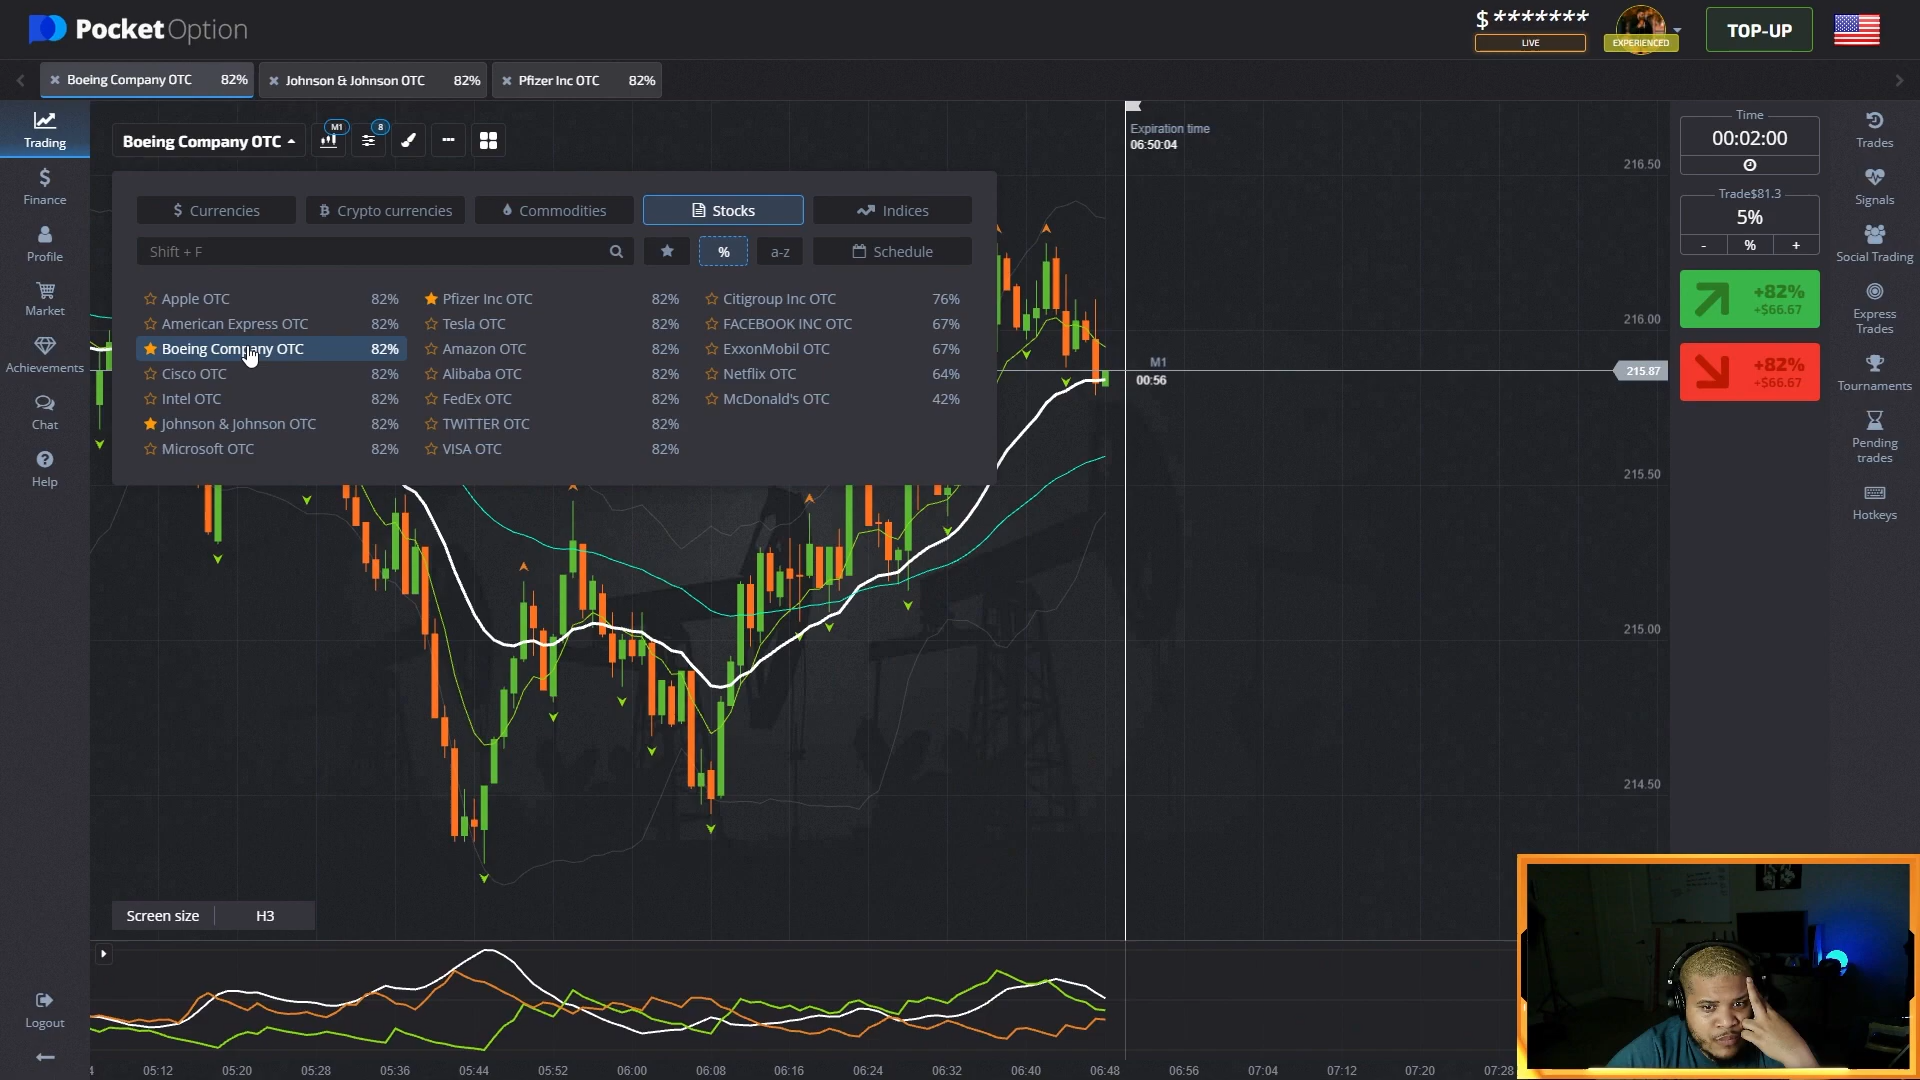 PocketOption
$*******
LIVE
EXPERIENCED
TOP-UP
Boeing Company OTC 82%
Johnson & Johnson OTC 82%
Pfizer Inc OTC 82%
Trading
Finance
Profile
Market
Achievements
Chat
Help
Logout
Boeing Company OTC
M1
8
Currencies
Crypto currencies
Commodities
Stocks
Indices
Shift + F
%
a-z
Schedule
Apple OTC 82%
American Express OTC 82%
Boeing Company OTC 82%
Cisco OTC 82%
Intel OTC 82%
Johnson & Johnson OTC 82%
Microsoft OTC 82%
Pfizer Inc OTC 82%
Tesla OTC 82%
Amazon OTC 82%
Alibaba OTC 82%
FedEx OTC 82%
TWITTER OTC 82%
VISA OTC 82%
Citigroup Inc OTC 76%
FACEBOOK INC OTC 67%
ExxonMobil OTC 67%
Netflix OTC 64%
McDonald's OTC 42%
Expiration time
06:50:04
M1
00:56
216.50
216.00
215.87
215.50
215.00
214.50
Screen size H3
05:12 05:20 05:28 05:36 05:44 05:52 06:00 06:08 06:16 06:24 06:32 06:40 06:48 06:56 07:04 07:12 07:20 07:28
Time
00:02:00
Trade$81.3
5%
- % +
+82%
+$66.67
+82%
+$66.67
Trades
Signals
Social Trading
Express
Trades
Tournaments
Pending
trades
Hotkeys